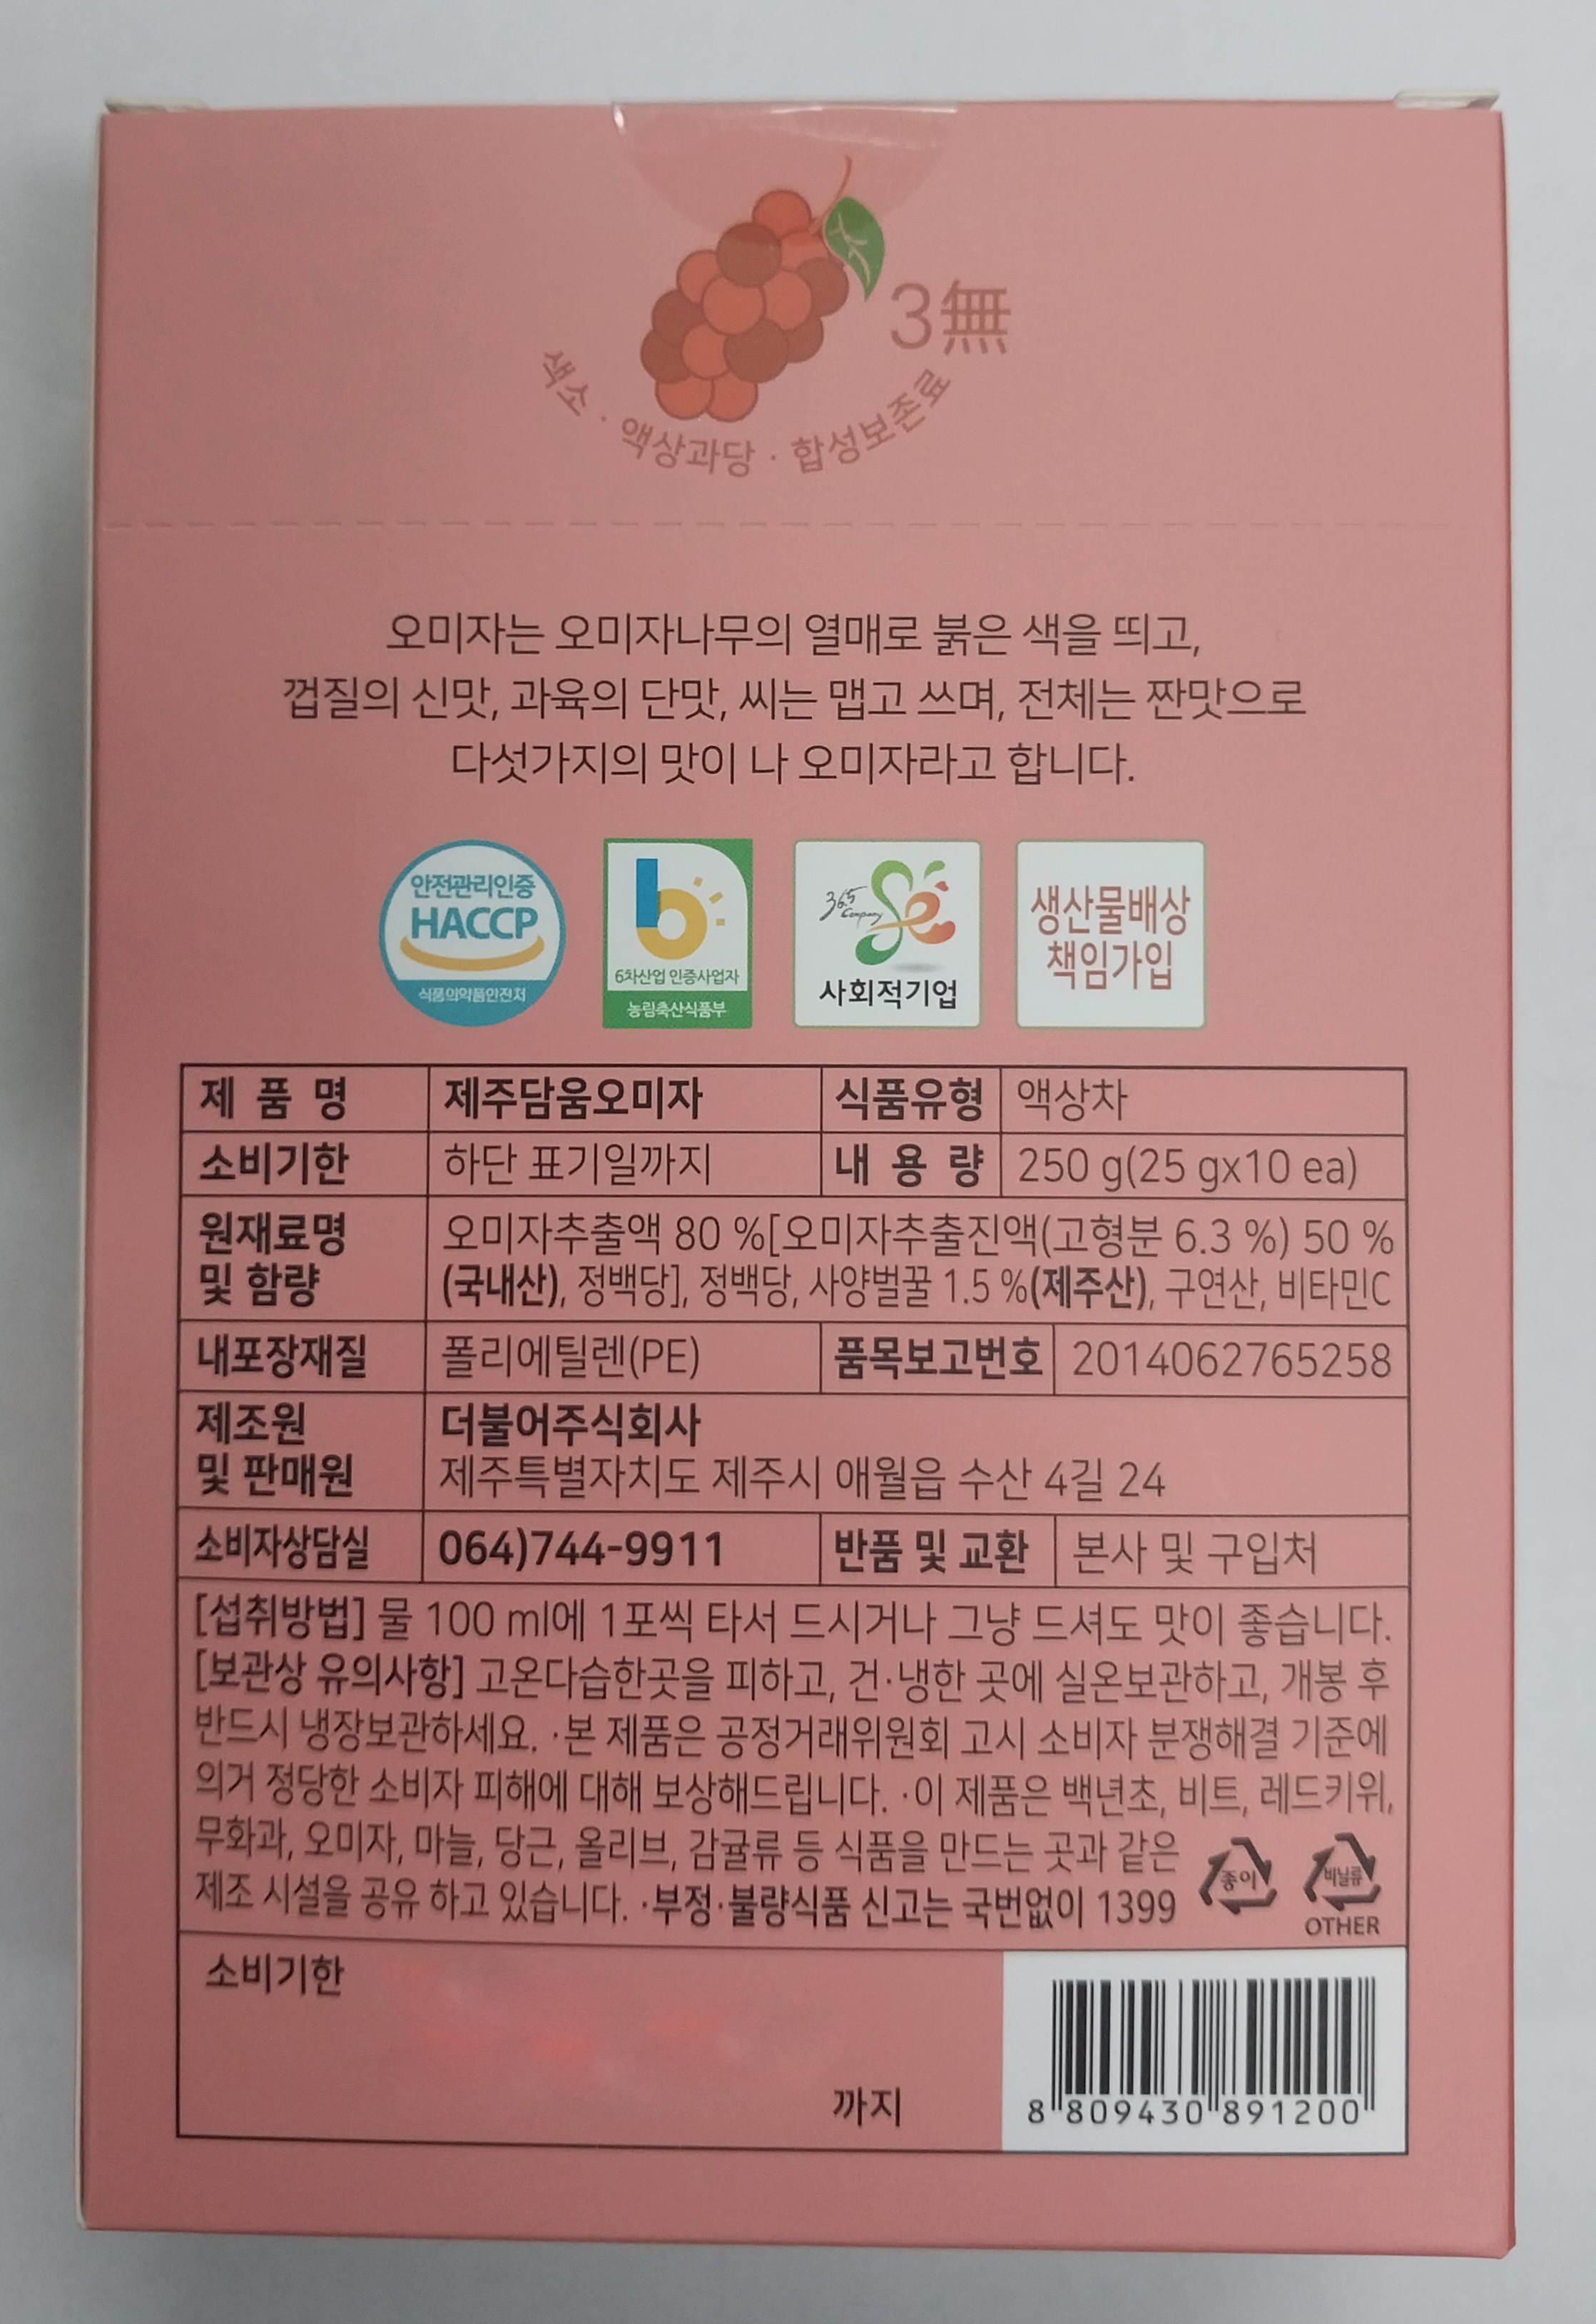 3無
색소 · 액상과당 · 합성보존료
오미자는 오미자나무의 열매로 붉은 색을 띄고,
껍질의 신맛, 과육의 단맛, 씨는 맵고 쓰며, 전체는 짠맛으로
다섯가지의 맛이 나 오미자라고 합니다.
안전관리인증
HACCP
식품의약품안전처
6차산업 인증사업자
농림축산식품부
365
Company
사회적기업
생산물배상
책임가입
제 품 명 제주담움오미자 식품유형 액상차
소비기한 하단 표기일까지 내 용 량 250 g(25 gx10 ea)
원재료명 오미자추출액 80 %[오미자추출진액(고형분 6.3 %) 50 %
및 함량 (국내산), 정백당], 정백당, 사양벌꿀 1.5 %(제주산), 구연산, 비타민C
내포장재질 폴리에틸렌(PE) 품목보고번호 2014062765258
제조원 더불어주식회사
및 판매원 제주특별자치도 제주시 애월읍 수산 4길 24
소비자상담실 064)744-9911 반품 및 교환 본사 및 구입처
[섭취방법] 물 100 ml에 1포씩 타서 드시거나 그냥 드셔도 맛이 좋습니다.
[보관상 유의사항] 고온다습한곳을 피하고, 건·냉한 곳에 실온보관하고, 개봉 후
반드시 냉장보관하세요. ·본 제품은 공정거래위원회 고시 소비자 분쟁해결 기준에
의거 정당한 소비자 피해에 대해 보상해드립니다. ·이 제품은 백년초, 비트, 레드키위,
무화과, 오미자, 마늘, 당근, 올리브, 감귤류 등 식품을 만드는 곳과 같은
제조 시설을 공유 하고 있습니다. ·부정·불량식품 신고는 국번없이 1399
종이
비닐류
OTHER
소비기한
까지
8 809430 891200